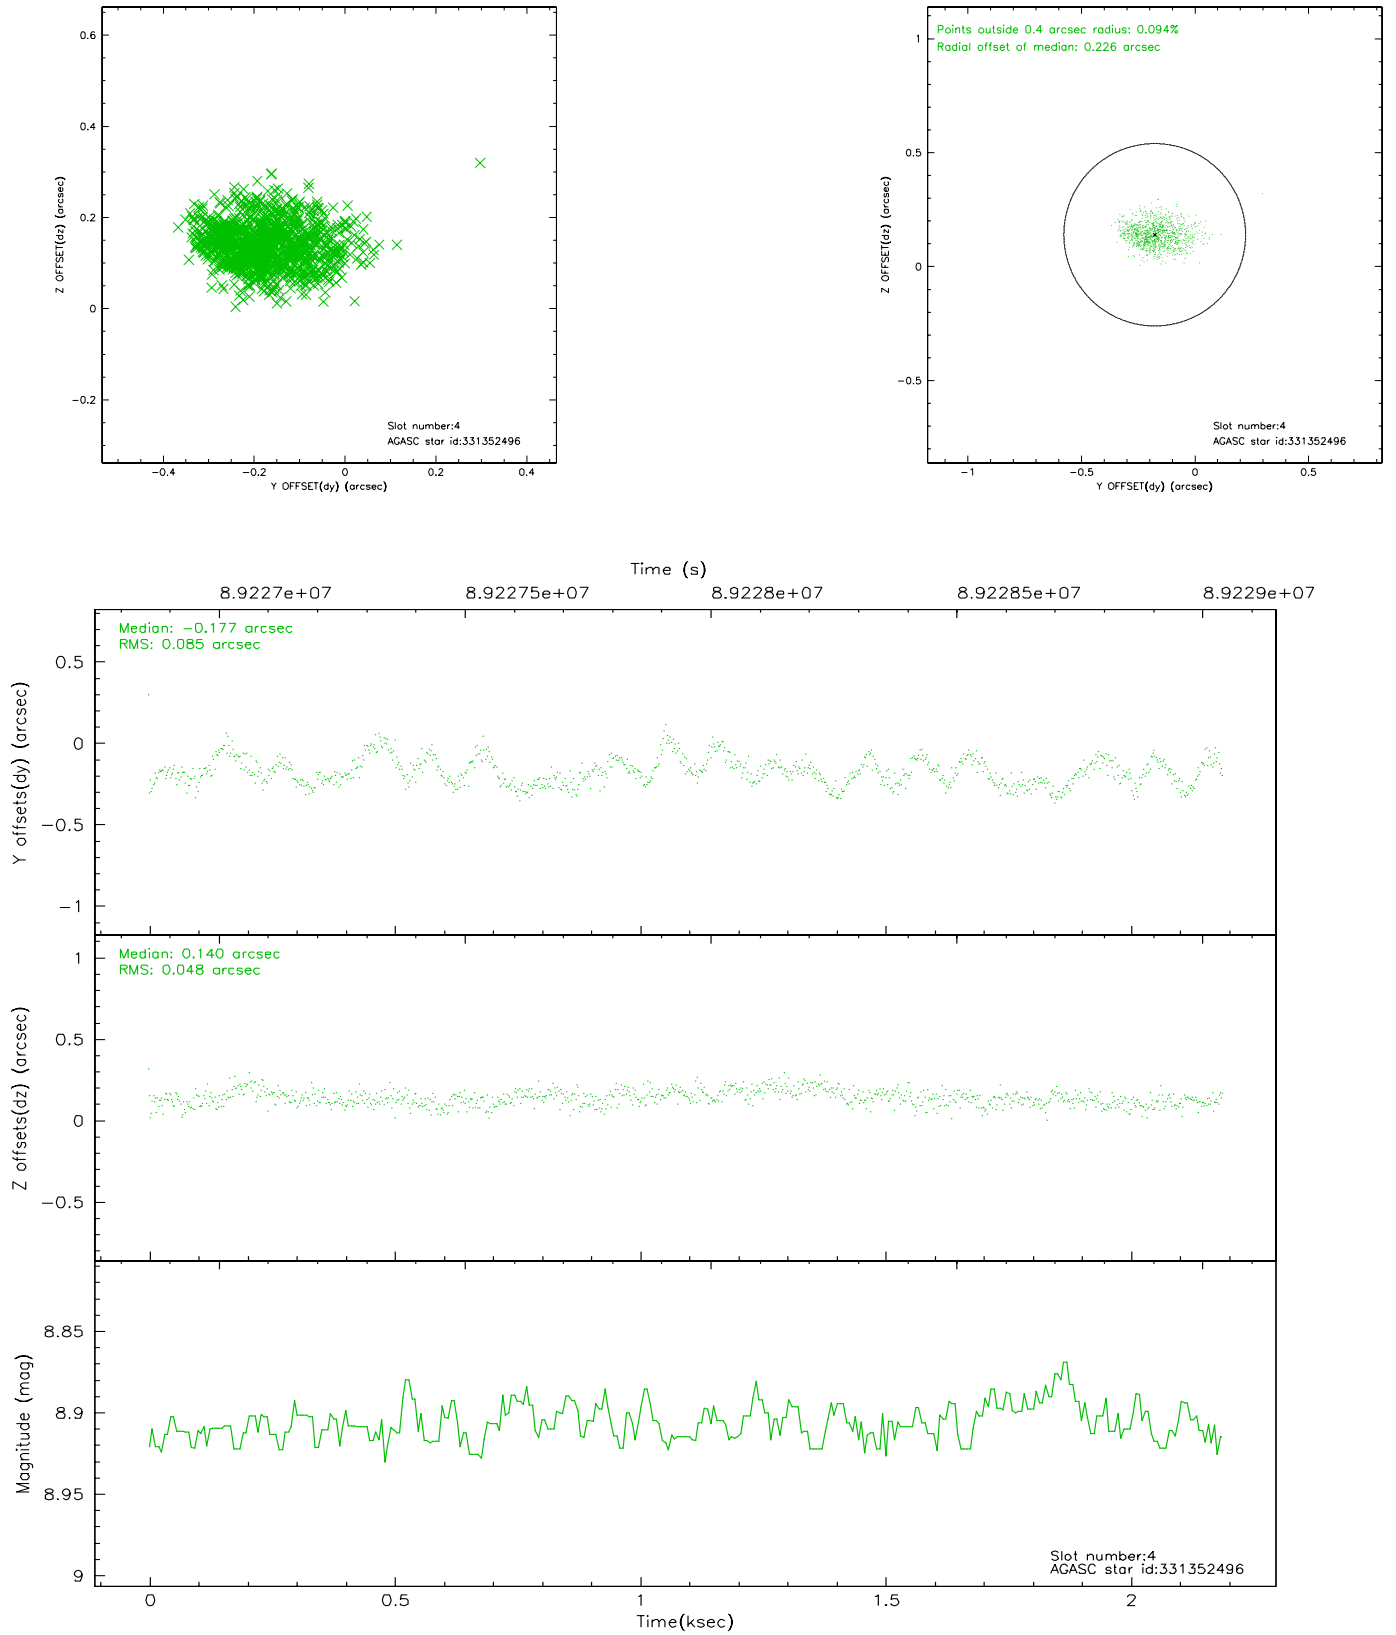 0.6
0.4
0.2
0
−0.2
Z OFFSET(dz) (arcsec)
Slot number:4
AGASC star id:331352496
−0.4 −0.2 0 0.2 0.4
Y OFFSET(dy) (arcsec)
Points outside 0.4 arcsec radius: 0.094%
Radial offset of median: 0.226 arcsec
1
0.5
0
−0.5
Z OFFSET(dz) (arcsec)
Slot number:4
AGASC star id:331352496
−1 −0.5 0 0.5
Y OFFSET(dy) (arcsec)
Time (s)
8.9227e+07 8.92275e+07 8.9228e+07 8.92285e+07 8.9229e+07
Median: −0.177 arcsec
RMS: 0.085 arcsec
0.5
0
−0.5
−1
Y offsets(dy) (arcsec)
Median: 0.140 arcsec
RMS: 0.048 arcsec
1
0.5
0
−0.5
Z offsets(dz) (arcsec)
8.85
8.9
8.95
9
Magnitude (mag)
Slot number:4
AGASC star id:331352496
0 0.5 1 1.5 2
Time(ksec)